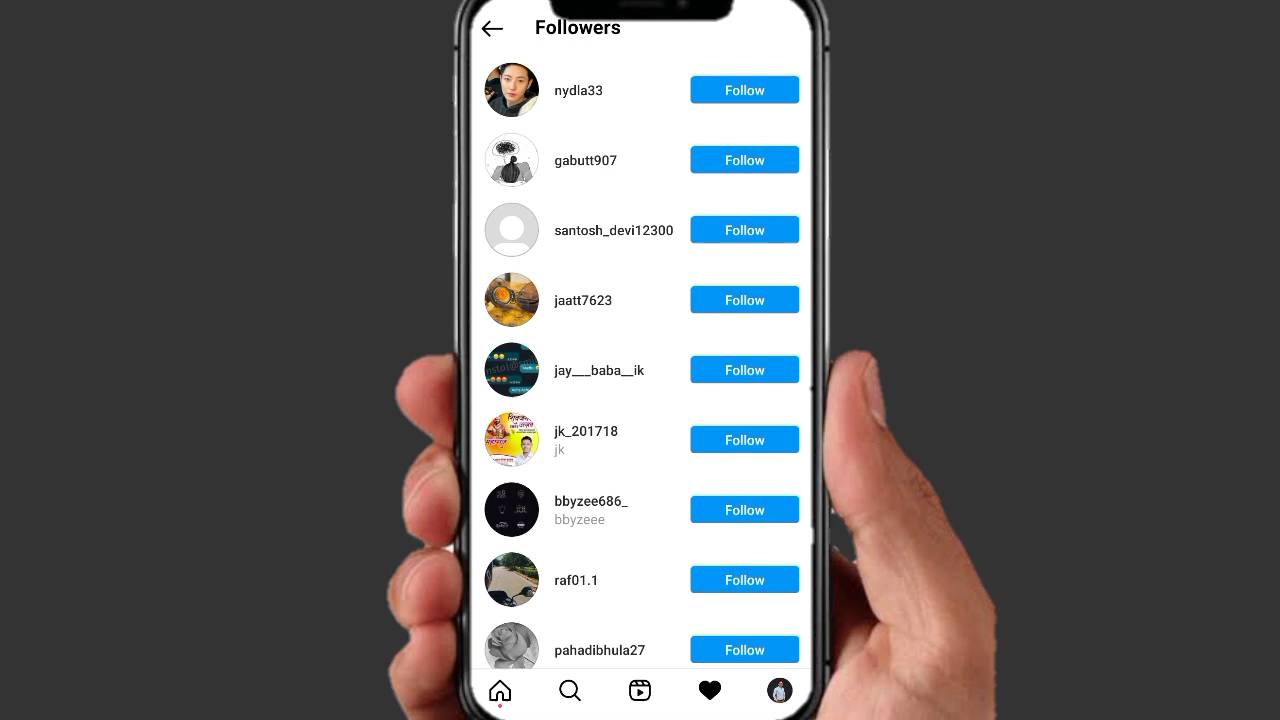 Followers
nydla33
Follow
gabutt907
Follow
santosh_devi12300
Follow
jaatt7623
Follow
jay___baba__ik
Follow
jk_201718
jk
Follow
bbyzee686_
bbyzeee
Follow
raf01.1
Follow
pahadibhula27
Follow